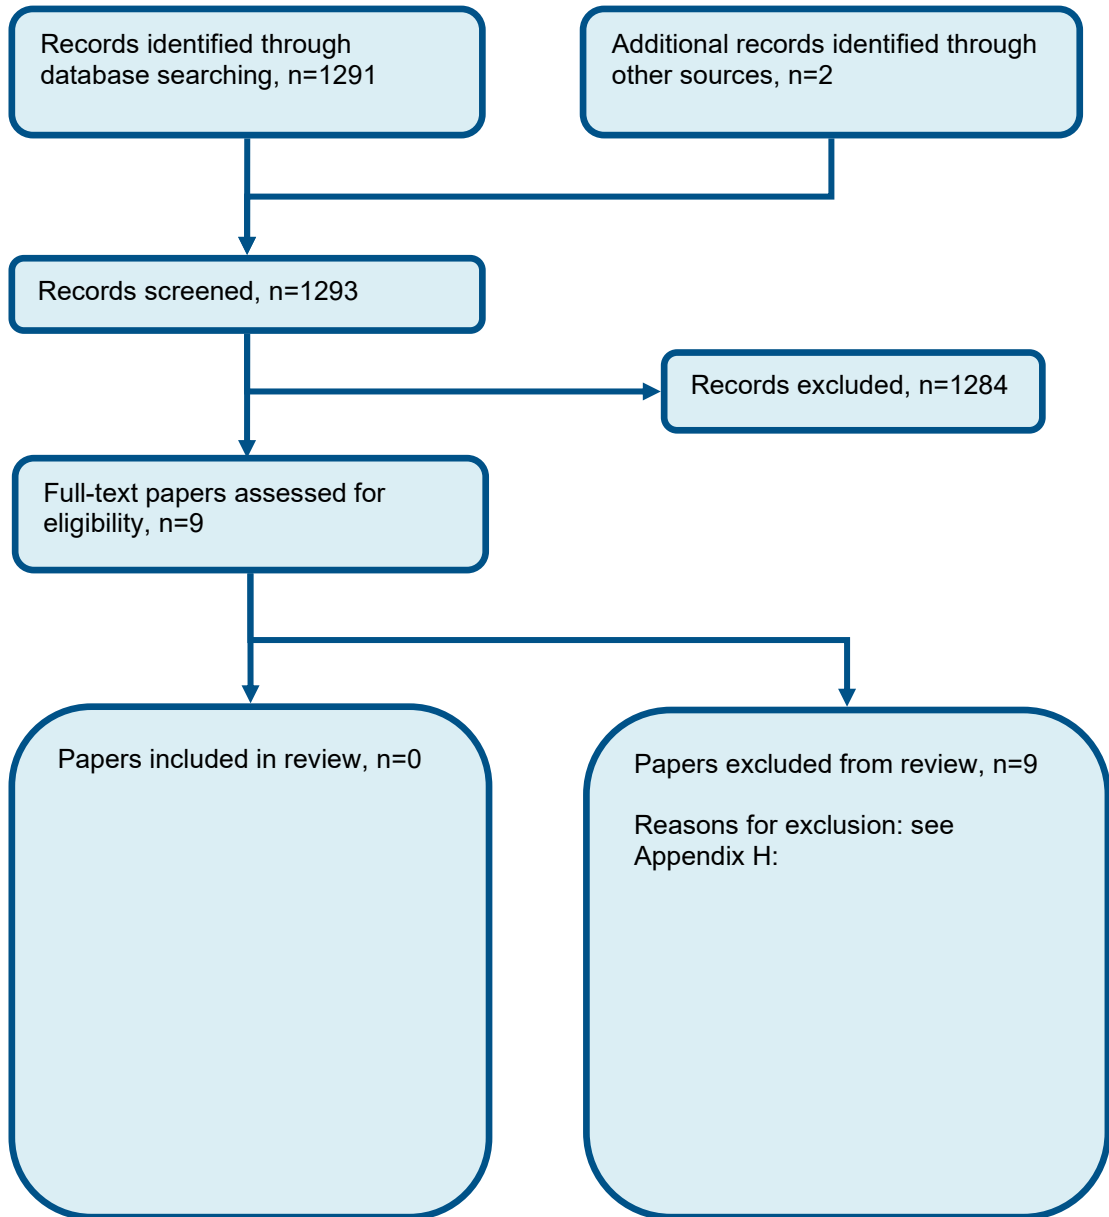 Records identified through
database searching, n=1291
Additional records identified through
other sources, n=2
Records screened, n=1293
Records excluded, n=1284
Full-text papers assessed for
eligibility, n=9
Papers included in review, n=0
Papers excluded from review, n=9
Reasons for exclusion: see
Appendix H: